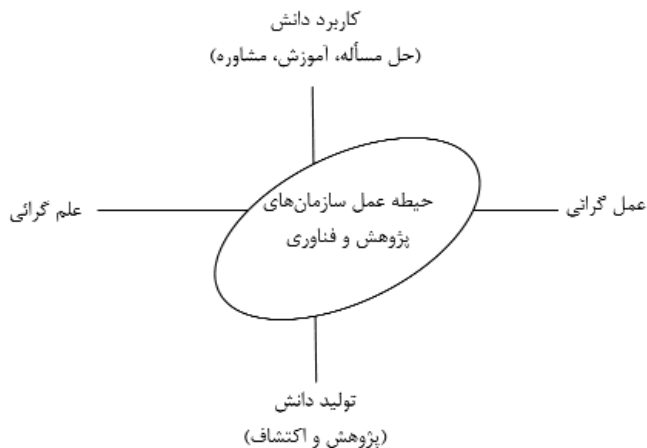 کاربرد دانش
(حل مسأله، آموزش، مشاوره)
حیطه عمل سازمان‌های
پژوهش و فناوری
عمل گرائی
علم گرائی
تولید دانش
(پژوهش و اکتشاف)